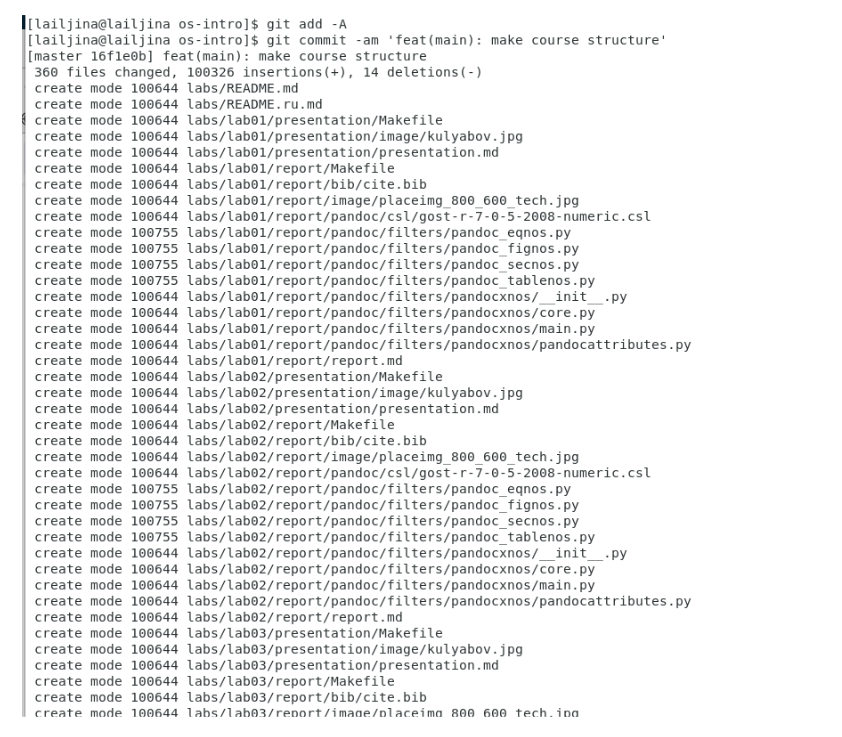 [lailjina@lailjina os-intro]$ git add -A
[lailjina@lailjina os-intro]$ git commit -am 'feat(main): make course structure'
[master 16f1e0b] feat(main): make course structure
360 files changed, 100326 insertions(+), 14 deletions(-)
create mode 100644 labs/README.md
create mode 100644 labs/README.ru.md
create mode 100644 labs/lab01/presentation/Makefile
create mode 100644 labs/lab01/presentation/image/kulyabov.jpg
create mode 100644 labs/lab01/presentation/presentation.md
create mode 100644 labs/lab01/report/Makefile
create mode 100644 labs/lab01/report/bib/cite.bib
create mode 100644 labs/lab01/report/image/placeimg_800_600_tech.jpg
create mode 100644 labs/lab01/report/pandoc/csl/gost-r-7-0-5-2008-numeric.csl
create mode 100755 labs/lab01/report/pandoc/filters/pandoc_eqnos.py
create mode 100755 labs/lab01/report/pandoc/filters/pandoc_fignos.py
create mode 100755 labs/lab01/report/pandoc/filters/pandoc_secnos.py
create mode 100755 labs/lab01/report/pandoc/filters/pandoc_tablenos.py
create mode 100644 labs/lab01/report/pandoc/filters/pandocxnos/__init__.py
create mode 100644 labs/lab01/report/pandoc/filters/pandocxnos/core.py
create mode 100644 labs/lab01/report/pandoc/filters/pandocxnos/main.py
create mode 100644 labs/lab01/report/pandoc/filters/pandocxnos/pandocattributes.py
create mode 100644 labs/lab01/report/report.md
create mode 100644 labs/lab02/presentation/Makefile
create mode 100644 labs/lab02/presentation/image/kulyabov.jpg
create mode 100644 labs/lab02/presentation/presentation.md
create mode 100644 labs/lab02/report/Makefile
create mode 100644 labs/lab02/report/bib/cite.bib
create mode 100644 labs/lab02/report/image/placeimg_800_600_tech.jpg
create mode 100644 labs/lab02/report/pandoc/csl/gost-r-7-0-5-2008-numeric.csl
create mode 100755 labs/lab02/report/pandoc/filters/pandoc_eqnos.py
create mode 100755 labs/lab02/report/pandoc/filters/pandoc_fignos.py
create mode 100755 labs/lab02/report/pandoc/filters/pandoc_secnos.py
create mode 100755 labs/lab02/report/pandoc/filters/pandoc_tablenos.py
create mode 100644 labs/lab02/report/pandoc/filters/pandocxnos/__init__.py
create mode 100644 labs/lab02/report/pandoc/filters/pandocxnos/core.py
create mode 100644 labs/lab02/report/pandoc/filters/pandocxnos/main.py
create mode 100644 labs/lab02/report/pandoc/filters/pandocxnos/pandocattributes.py
create mode 100644 labs/lab02/report/report.md
create mode 100644 labs/lab03/presentation/Makefile
create mode 100644 labs/lab03/presentation/image/kulyabov.jpg
create mode 100644 labs/lab03/presentation/presentation.md
create mode 100644 labs/lab03/report/Makefile
create mode 100644 labs/lab03/report/bib/cite.bib
create mode 100644 labs/lab03/report/image/placeimg_800_600_tech.jpg